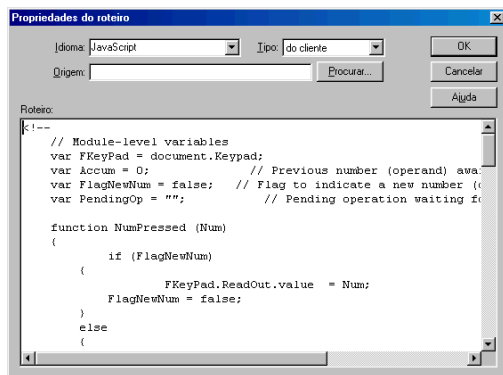 Propriedades do roteiro
Idioma: JavaScript Tipo: do cliente OK
Origem: Procurar... Cancelar
Ajuda
Roteiro:
<!--
// Module-level variables
var FKeyPad = document.Keypad;
var Accum = 0; // Previous number (operand) awa
var FlagNewNum = false; // Flag to indicate a new number (
var PendingOp = ""; // Pending operation waiting fo
function NumPressed (Num)
{
if (FlagNewNum)
{
FKeyPad.ReadOut.value = Num;
FlagNewNum = false;
}
else
{